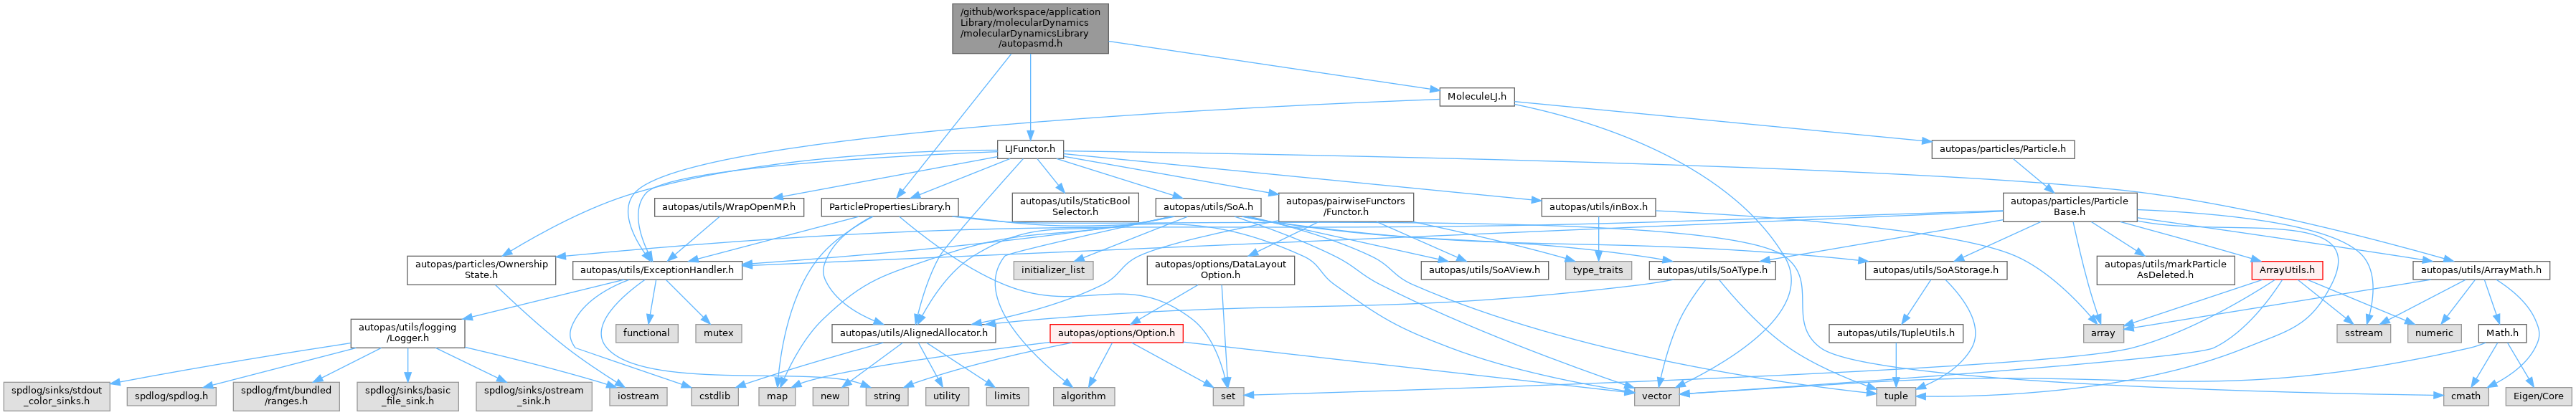 /github/workspace/application
Library/molecularDynamics
/molecularDynamicsLibrary
/autopasmd.h
MoleculeLJ.h
LJFunctor.h
autopas/particles/Particle.h
autopas/utils/WrapOpenMP.h
ParticlePropertiesLibrary.h
autopas/utils/StaticBool
Selector.h
autopas/utils/SoA.h
autopas/pairwiseFunctors
/Functor.h
autopas/utils/inBox.h
autopas/particles/Particle
Base.h
autopas/particles/Ownership
State.h
autopas/utils/ExceptionHandler.h
initializer_list
autopas/options/DataLayout
Option.h
autopas/utils/SoAView.h
type_traits
autopas/utils/SoAType.h
autopas/utils/SoAStorage.h
autopas/utils/markParticle
AsDeleted.h
ArrayUtils.h
autopas/utils/ArrayMath.h
autopas/utils/logging
/Logger.h
functional
mutex
autopas/utils/AlignedAllocator.h
autopas/options/Option.h
autopas/utils/TupleUtils.h
array
sstream
numeric
Math.h
spdlog/sinks/stdout
_color_sinks.h
spdlog/spdlog.h
spdlog/fmt/bundled
/ranges.h
spdlog/sinks/basic
_file_sink.h
spdlog/sinks/ostream
_sink.h
iostream
cstdlib
map
new
string
utility
limits
algorithm
set
vector
tuple
cmath
Eigen/Core